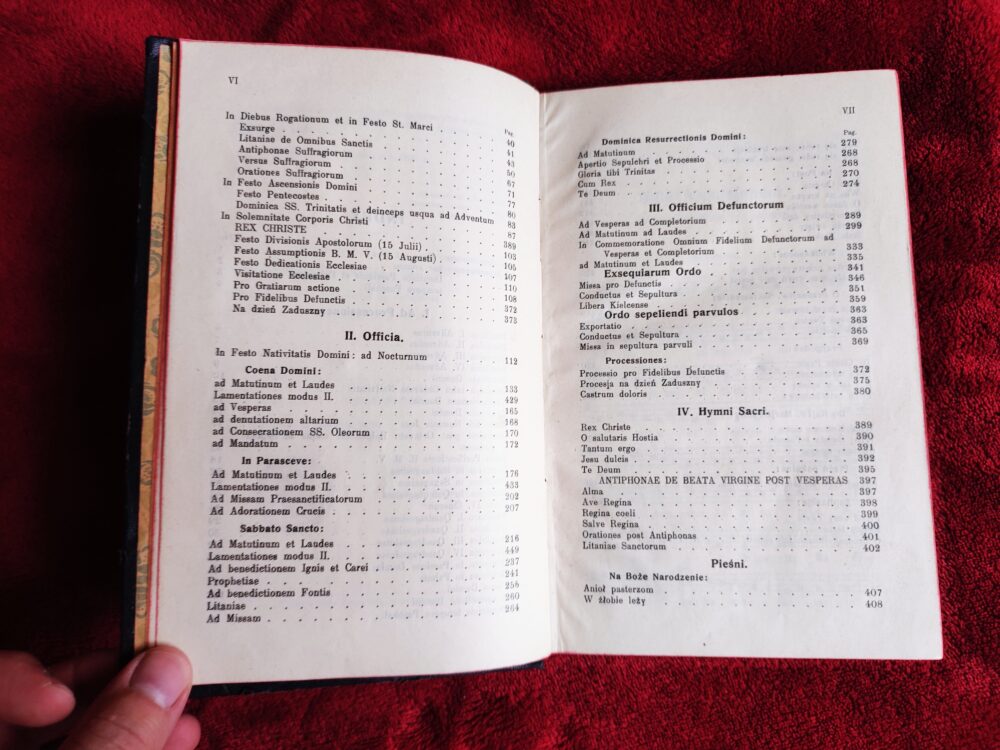 VI
Pag.
In Diebus Rogationum et in Festo St. Marci . . . . . 40
Exsurge . . . . . 41
Litaniae de Omnibus Sanctis . . . . . 43
Antiphonae Suffragiorum . . . . . 50
Versus Suffragiorum . . . . . 67
Orationes Suffragiorum . . . . . 71
In Festo Ascensionis Domini . . . . . 77
Festo Pentecostes . . . . . 80
Dominica SS. Trinitatis et deinceps usqua ad Adventum 83
In Solemnitate Corporis Christi . . . . . 87
REX CHRISTE . . . . . 389
Festo Divisionis Apostolorum (15 Julii) . . . . . 103
Festo Assumptionis B. M. V. (15 Augusti) . . . . . 105
Festo Dedicationis Ecclesiae . . . . . 107
Visitatione Ecclesiae . . . . . 110
Pro Gratiarum actione . . . . . 108
Pro Fidelibus Defunctis . . . . . 372
Na dzień Zaduszny . . . . . 373
II. Officia.
In Festo Nativitatis Domini: ad Nocturnum . . . . . 112
Coena Domini:
ad Matutinum et Laudes . . . . . 133
Lamentationes modus II. . . . . . 429
ad Vesperas . . . . . 165
ad denutationem altarium . . . . . 168
ad Consecrationem SS. Oleorum . . . . . 170
ad Mandatum . . . . . 172
In Parasceve:
Ad Matutinum et Laudes . . . . . 176
Lamentationes modus II. . . . . . 433
Ad Missam Praesanctificatorum . . . . . 202
Ad Adorationem Crucis . . . . . 207
Sabbato Sancto:
Ad Matutinum et Laudes . . . . . 216
Lamentationes modus II. . . . . . 449
Ad benedictionem Ignis et Carei . . . . . 237
Prophetiae . . . . . 241
Ad benedictionem Fontis . . . . . 256
Litaniae . . . . . 260
Ad Missam . . . . . 264
VII
Pag.
Dominica Resurrectionis Domini:
Ad Matutinum . . . . . 279
Apertio Sepulchri et Processio . . . . . 268
Gloria tibi Trinitas . . . . . 268
Cum Rex . . . . . 270
Te Deum . . . . . 274
III. Officium Defunctorum
Ad Vesperas ad Completorium . . . . . 289
Ad Matutinum ad Laudes . . . . . 299
In Commemoratione Omnium Fidelium Defunctorum ad
Vesperas et Completorium . . . . . 333
ad Matutinum et Laudes . . . . . 335
Exsequiarum Ordo 341
Missa pro Defunctis . . . . . 346
Conductus et Sepultura . . . . . 351
Libera Kielcense . . . . . 359
Ordo sepeliendi parvulos 363
Exportatio . . . . . 363
Conductus et Sepultura . . . . . 365
Missa in sepultura parvuli . . . . . 369
Processiones:
Processio pro Fidelibus Defunctis . . . . . 372
Procesja na dzień Zaduszny . . . . . 375
Castrum doloris . . . . . 380
IV. Hymni Sacri.
Rex Christe . . . . . 389
O salutaris Hostia . . . . . 390
Tantum ergo . . . . . 391
Jesu dulcis . . . . . 392
Te Deum . . . . . 395
ANTIPHONAE DE BEATA VIRGINE POST VESPERAS 397
Alma . . . . . 397
Ave Regina . . . . . 398
Regina coeli . . . . . 399
Salve Regina . . . . . 400
Orationes post Antiphonas . . . . . 401
Litaniae Sanctorum . . . . . 402
Pieśni.
Na Boże Narodzenie:
Anioł pasterzom . . . . . 407
W żłobie leży . . . . . 408